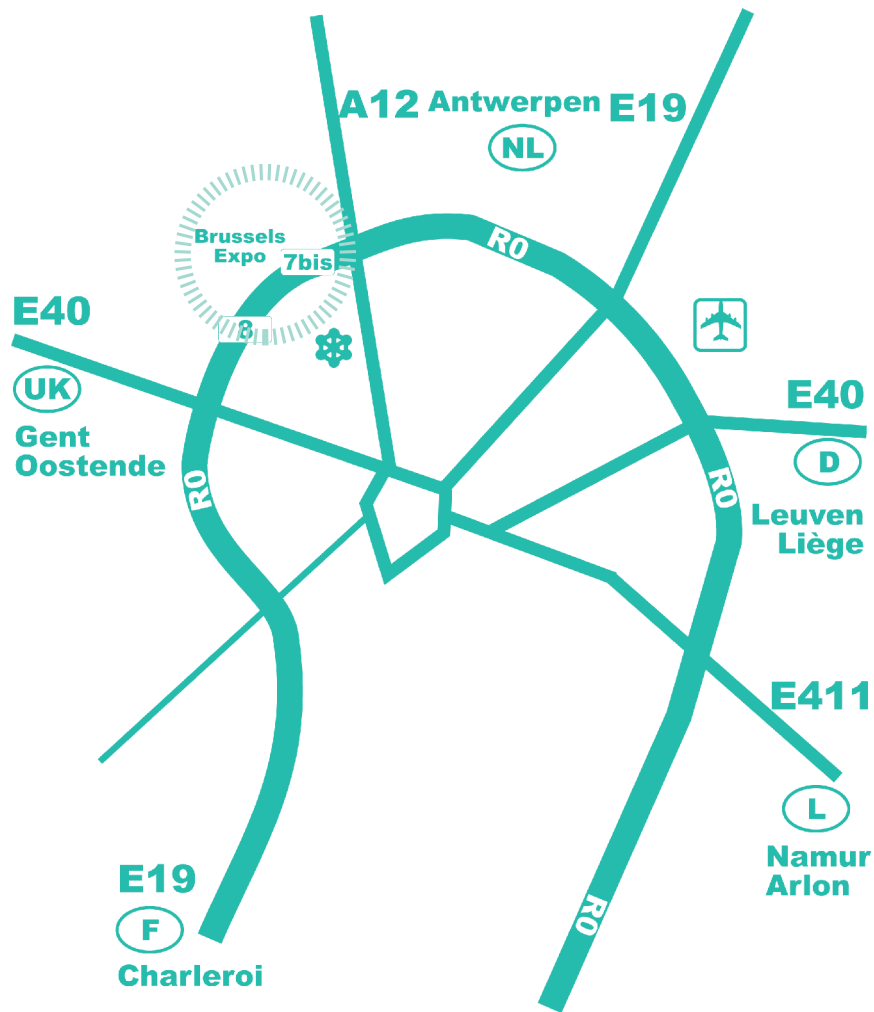 A12 Antwerpen E19
NL
R0
Brussels
Expo
7bis
8
E40
UK
Gent
Oostende
R0
E40
D
R0
Leuven
Liège
E411
L
Namur
Arlon
E19
F
Charleroi
R0